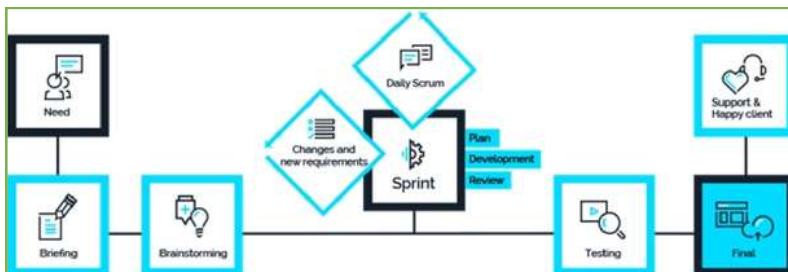 Need
Briefing
Brainstorming
Changes and
new requirements
Daily Scrum
Sprint
Plan
Development
Review
Testing
Final
Support &
Happy client